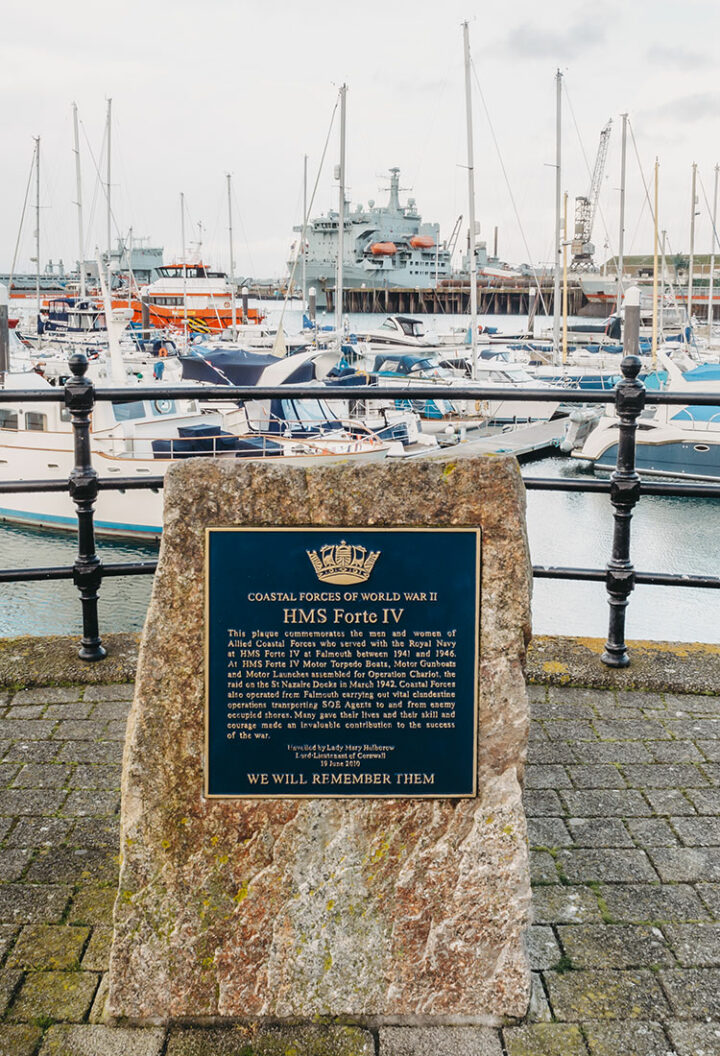 COASTAL FORCES OF WORLD WAR II
HMS Forte IV
This plaque commemorates the men and women of
Allied Coastal Forces who served with the Royal Navy
at HMS Forte IV at Falmouth between 1941 and 1946.
At HMS Forte IV Motor Torpedo Boats, Motor Gunboats
and Motor Launches assembled for Operation Chariot, the
raid on the St Nazaire Docks in March 1942. Coastal Forces
also operated from Falmouth carrying out vital clandestine
operations transporting SOE Agents to and from enemy
occupied shores. Many gave their lives and their skill and
courage made an invaluable contribution to the success
of the war.
Unveiled by Lady Mary Holborow
Lord-Lieutenant of Cornwall
19 June 2010
WE WILL REMEMBER THEM